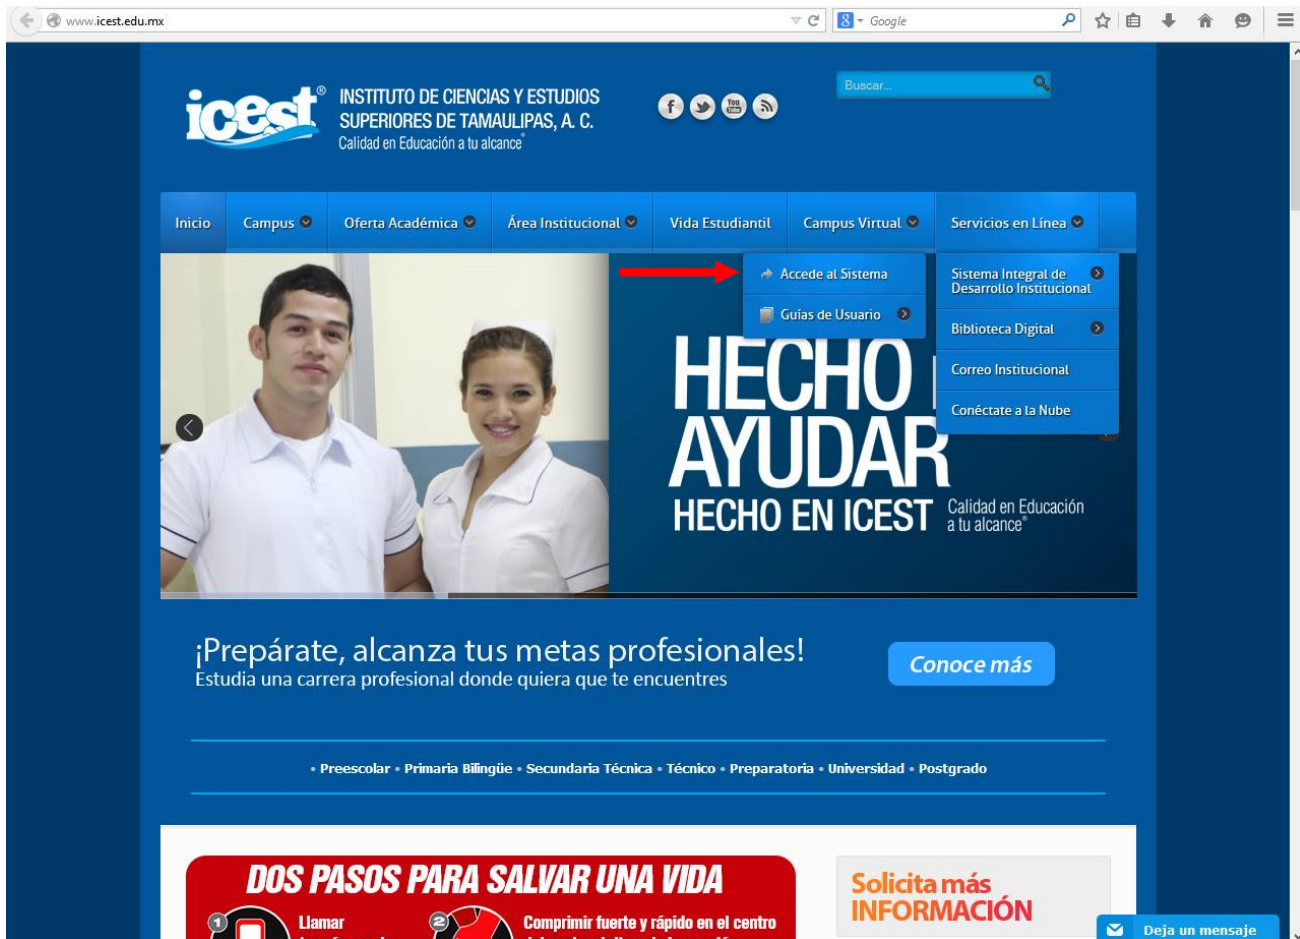 www.icest.edu.mx
Google
icest®
INSTITUTO DE CIENCIAS Y ESTUDIOS
SUPERIORES DE TAMAULIPAS, A. C.
Calidad en Educación a tu alcance®
f
You
Tube
Buscar...
Inicio
Campus
Oferta Académica
Área Institucional
Vida Estudiantil
Campus Virtual
Servicios en Línea
Accede al Sistema
Guías de Usuario
Sistema Integral de
Desarrollo Institucional
Biblioteca Digital
Correo Institucional
Conéctate a la Nube
HECHO
AYUDAR
HECHO EN ICEST
Calidad en Educación
a tu alcance®
¡Prepárate, alcanza tus metas profesionales!
Estudia una carrera profesional donde quiera que te encuentres
Conoce más
• Preescolar • Primaria Bilingüe • Secundaria Técnica • Técnico • Preparatoria • Universidad • Postgrado
DOS PASOS PARA SALVAR UNA VIDA
1
Llamar
2
Comprimir fuerte y rápido en el centro
Solicita más
INFORMACIÓN
Deja un mensaje